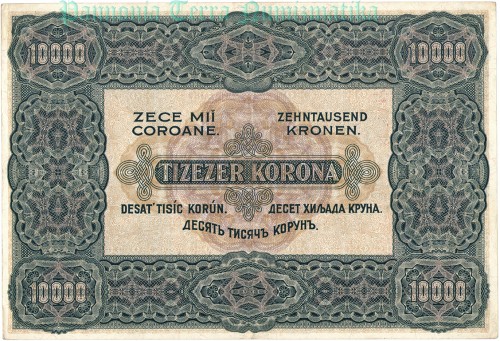 Pannonia Terra Numizmatika
10000 10000
ZECE MII
COROANE.
ZEHNTAUSEND
KRONEN.
TÍZEZER KORONA
DESAŤ TISÍC KORÚN.
ДЕСЕТ ХИЉАДА КРУНА.
ДЕСЯТЬ ТИСЯЧЪ КОРУНЪ.
10000 10000